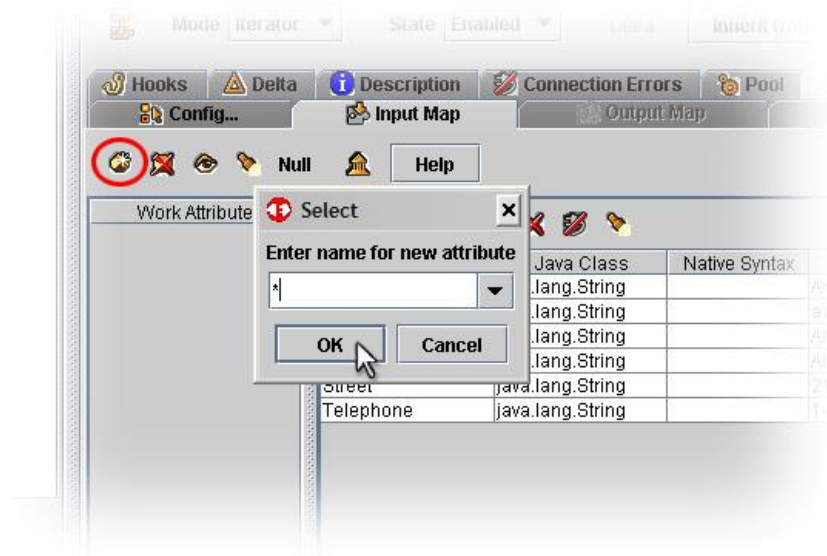 Mode Iterator State Enabled Delta Inherit
Hooks Delta Description Connection Errors Pool
Config... Input Map Output Map
Null Help
Work Attribute
Select
Enter name for new attribute
*
OK Cancel
Java Class Native Syntax
.lang.String
.lang.String
.lang.String
.lang.String
Street java.lang.String
Telephone java.lang.String